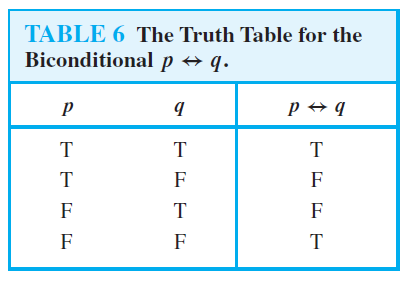 TABLE 6 The Truth Table for the
Biconditional p ↔ q.
p q p ↔ q
T T T
T F F
F T F
F F T